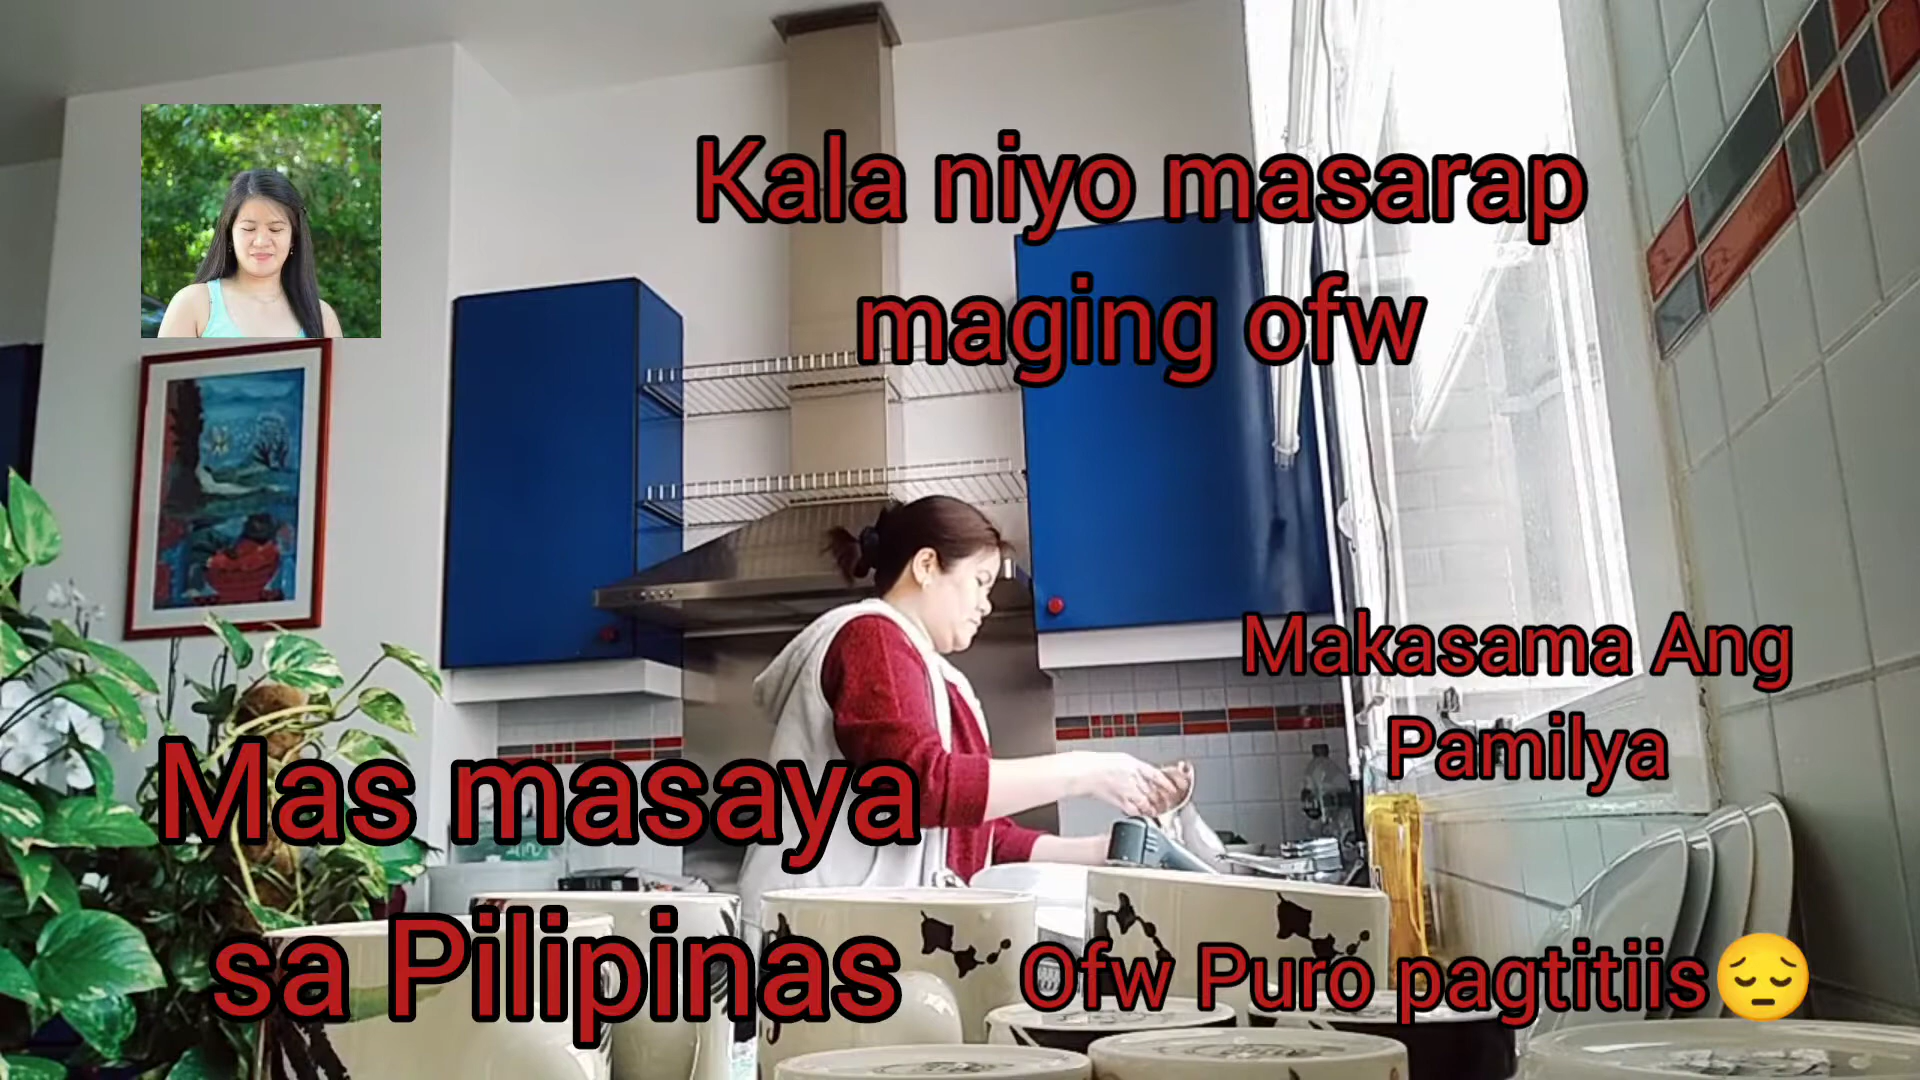 Kala niyo masarap
maging ofw
Makasama Ang
Pamilya
Mas masaya
sa Pilipinas
Ofw Puro pagtitiis😔